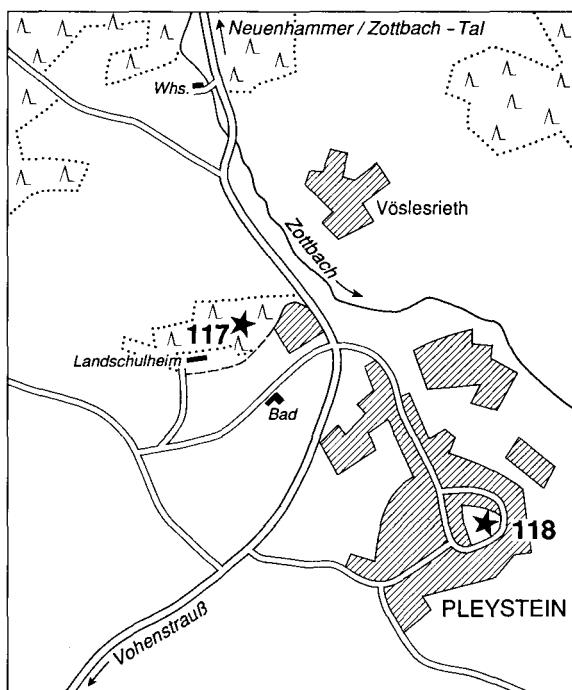 Neuenhammer / Zottbach - Tal
Whs.
Vöslesrieth
Zottbach
117
Landschulheim
Bad
118
PLEYSTEIN
Vohenstrauß